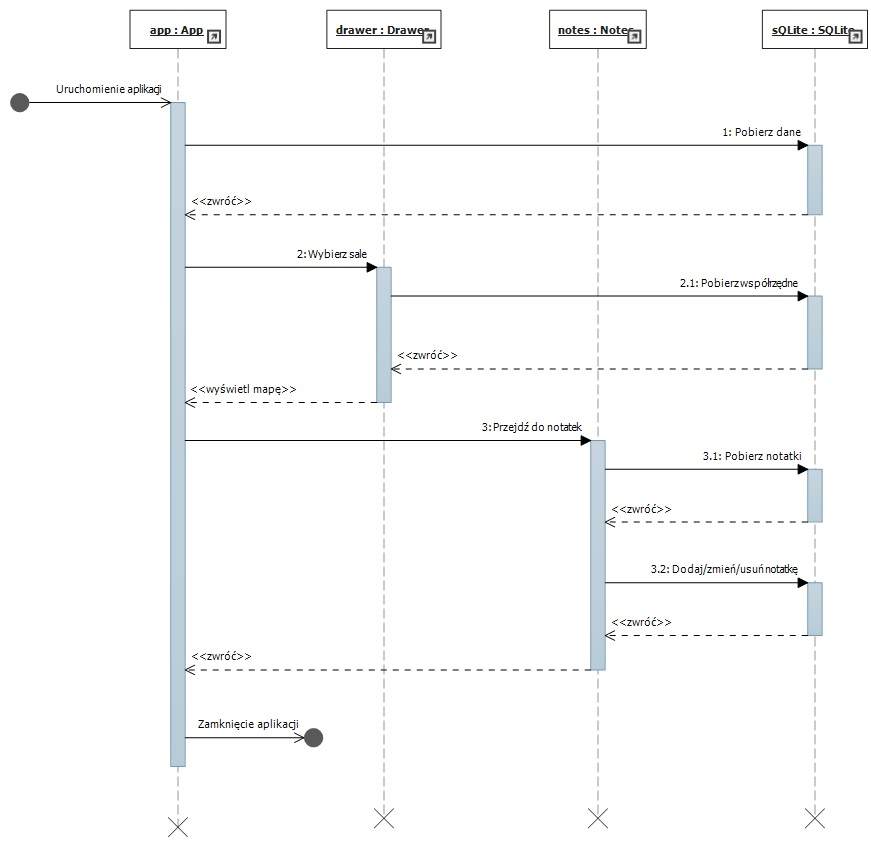 app : App
drawer : Drawer
notes : Notes
sQLite : SQLite
Uruchomienie aplikacji
1: Pobierz dane
<<zwróć>>
2: Wybierz sale
2.1: Pobierz współrzędne
<<zwróć>>
<<wyświetl mapę>>
3: Przejdź do notatek
3.1: Pobierz notatki
<<zwróć>>
3.2: Dodaj/zmień/usuń notatkę
<<zwróć>>
<<zwróć>>
Zamknięcie aplikacji